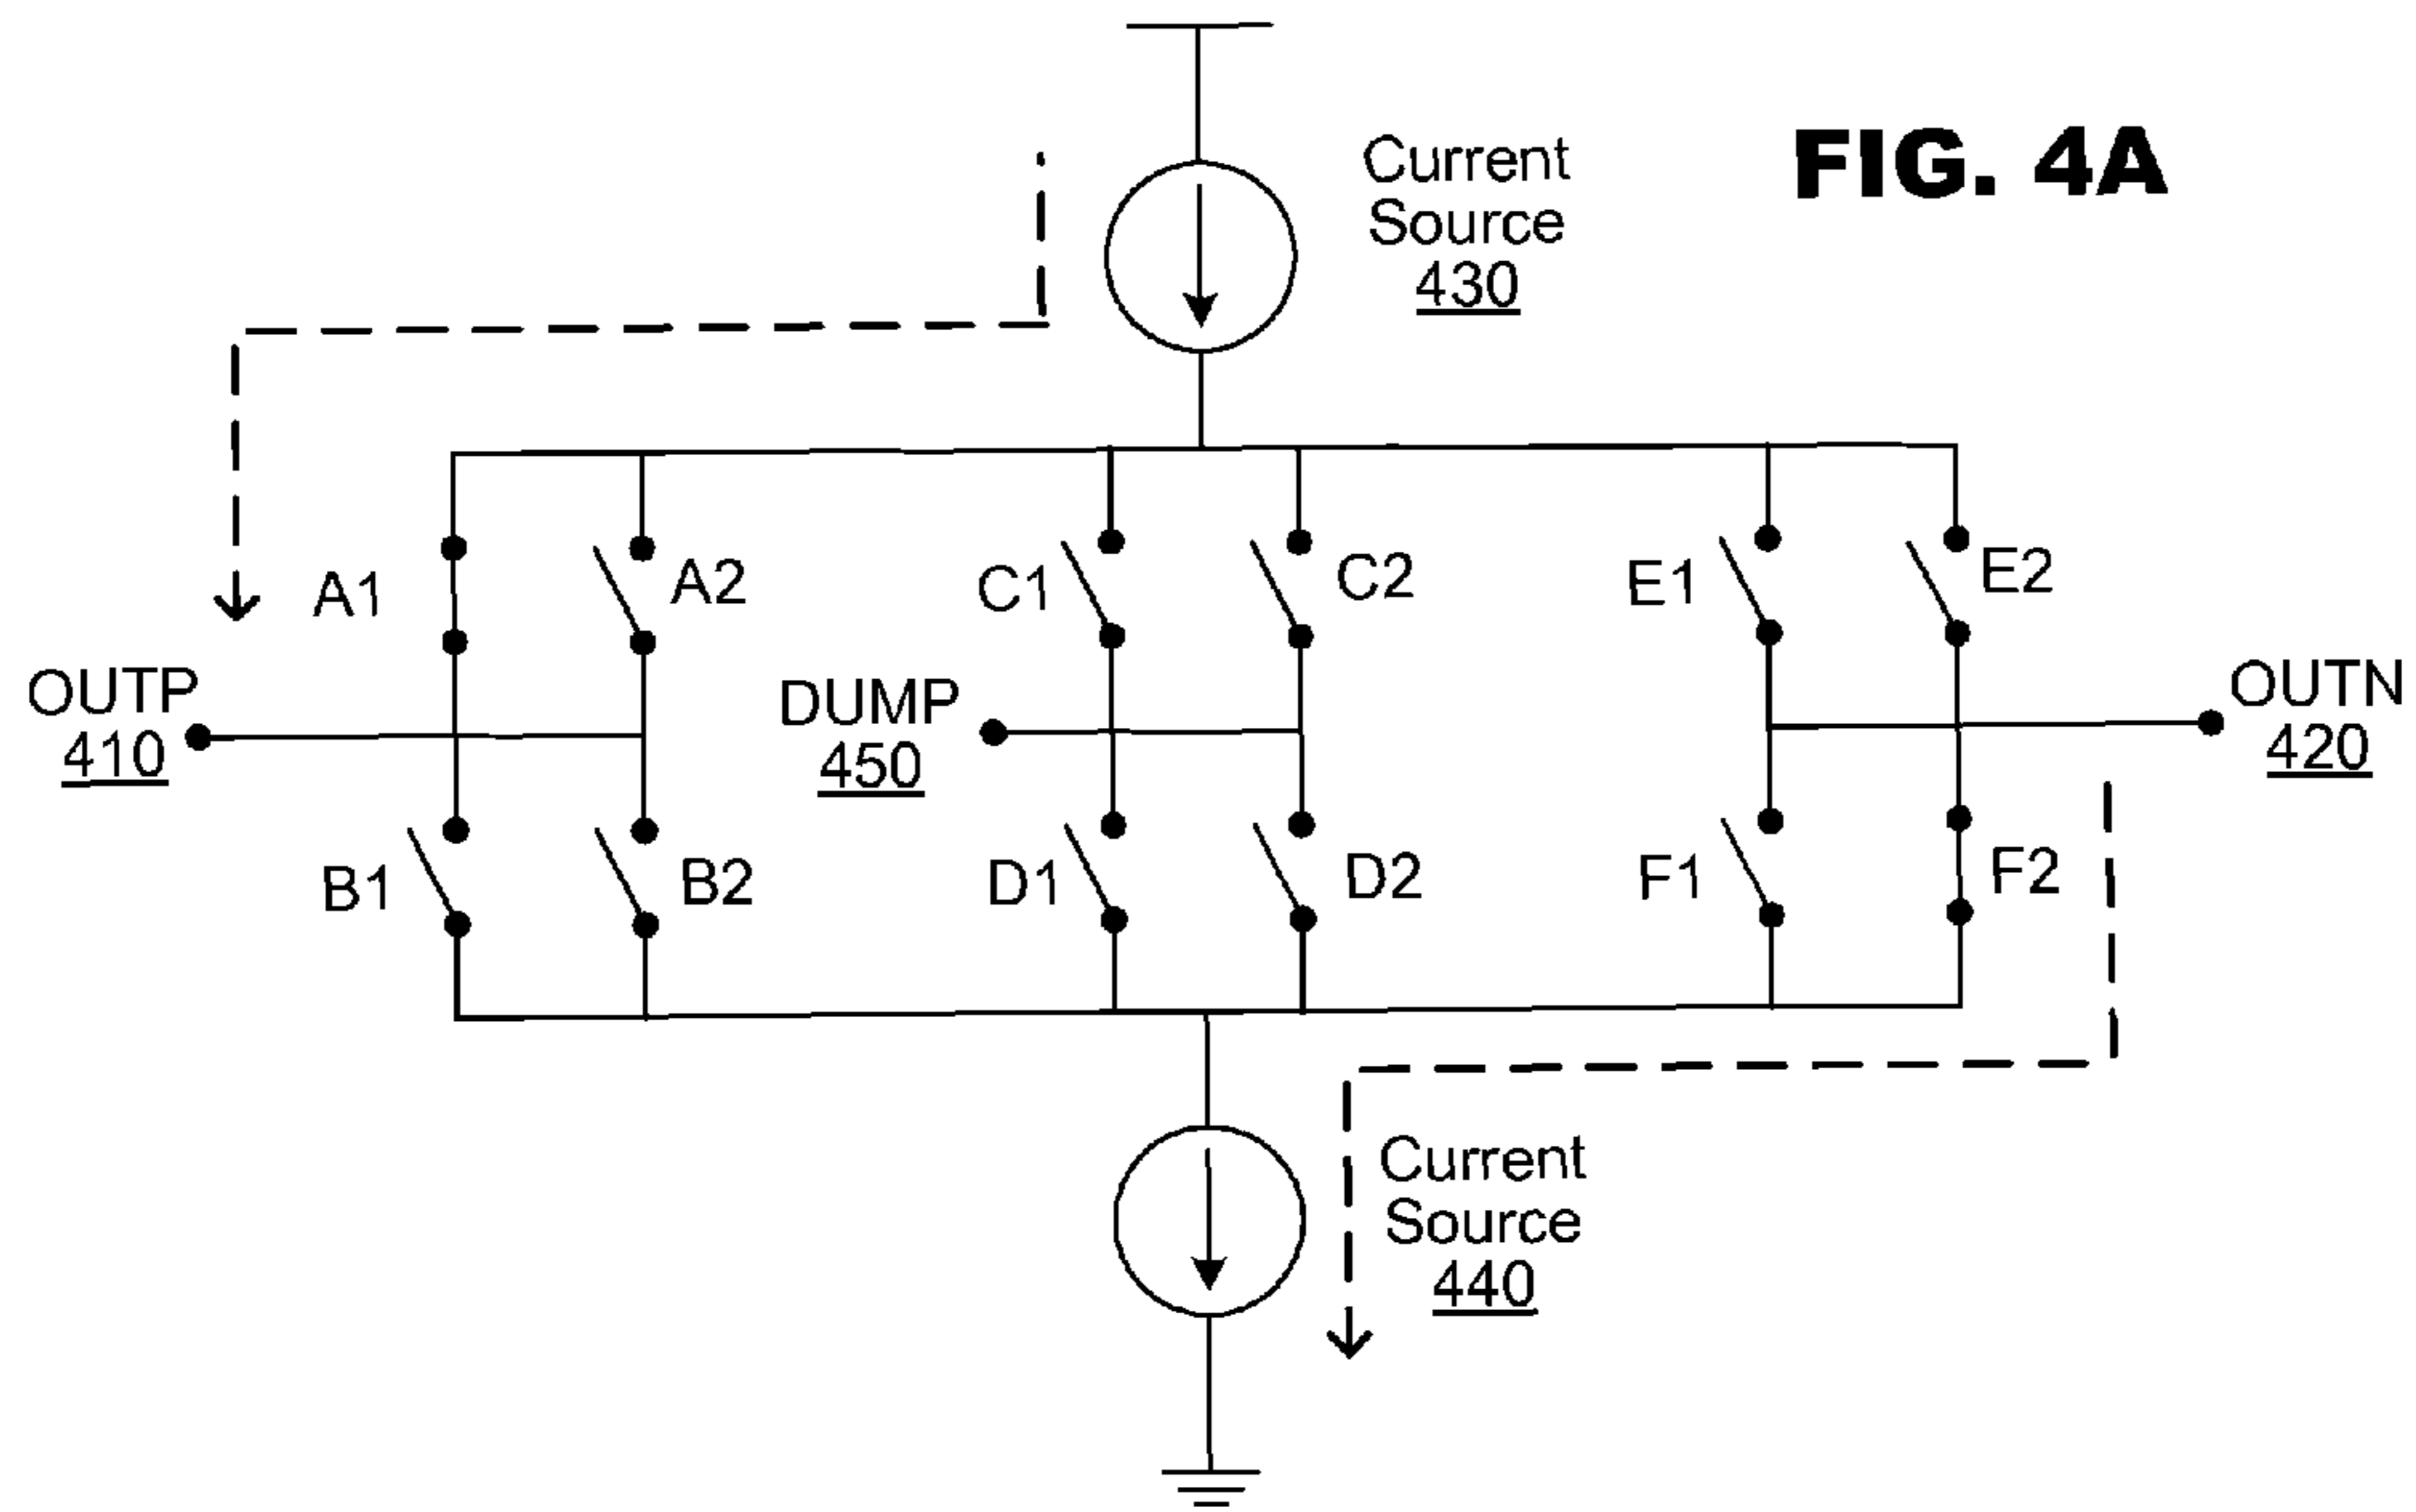 FIG. 4A
Current
Source
430
A1
A2
C1
C2
E1
E2
OUTP
410
DUMP
450
OUTN
420
B1
B2
D1
D2
F1
F2
Current
Source
440